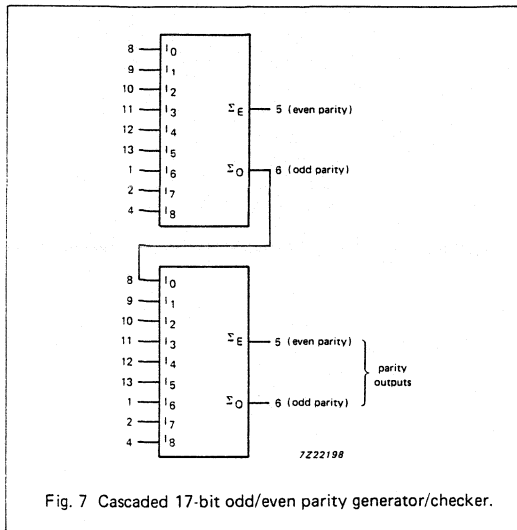 8 I0
9 I1
10 I2
11 I3 ΣE 5 (even parity)
12 I4
13 I5
1 I6 ΣO 6 (odd parity)
2 I7
4 I8
8 I0
9 I1
10 I2
11 I3 ΣE 5 (even parity)
12 I4 parity
13 I5 outputs
1 I6 ΣO 6 (odd parity)
2 I7
4 I8
7Z22198
Fig. 7 Cascaded 17-bit odd/even parity generator/checker.